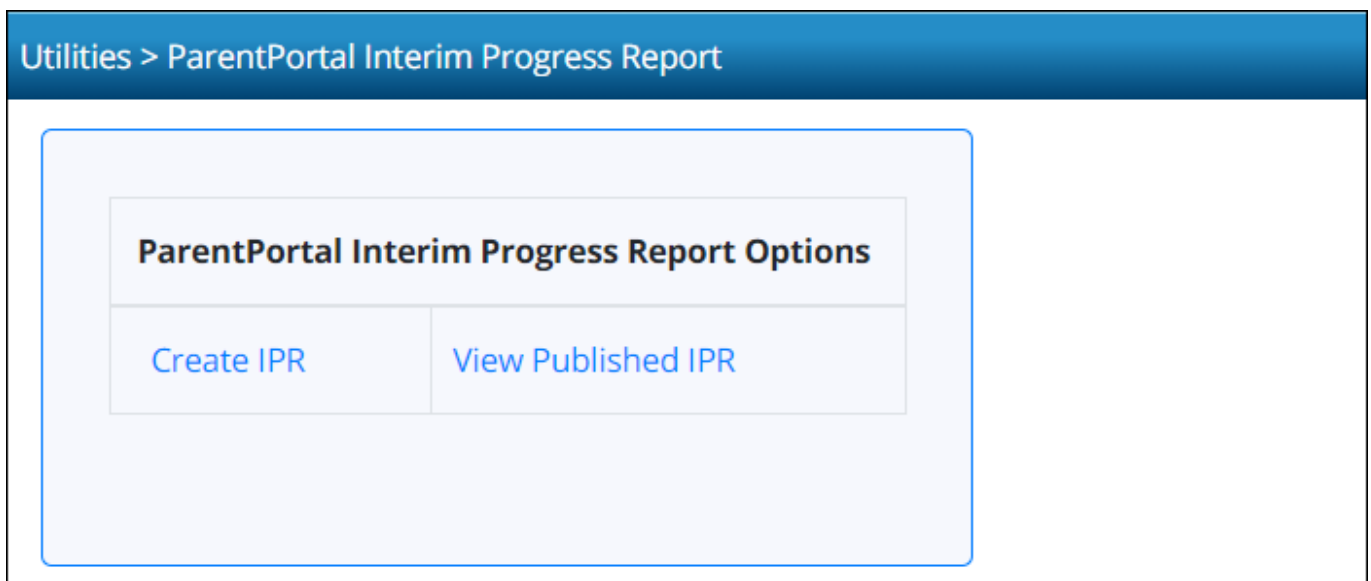 Utilities > ParentPortal Interim Progress Report
ParentPortal Interim Progress Report Options
Create IPR View Published IPR